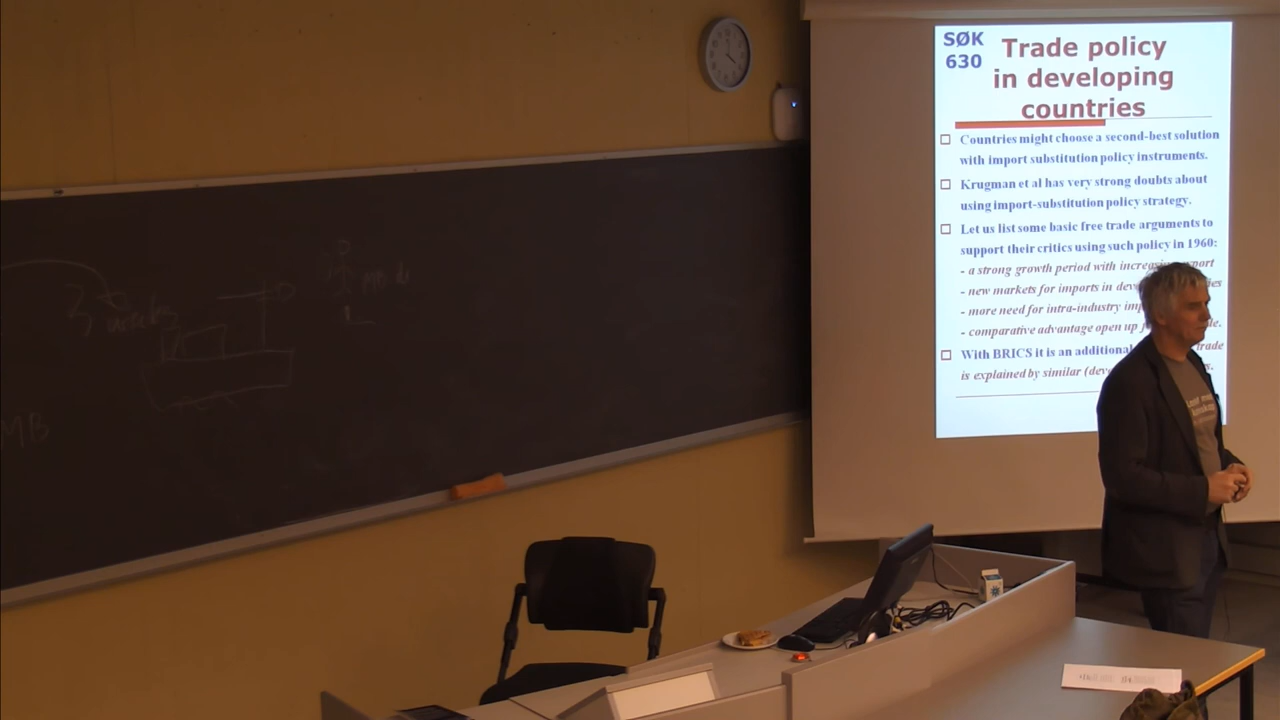 SØK
630
Trade policy
in developing
countries
Countries might choose a second-best solution
with import substitution policy instruments.
Krugman et al has very strong doubts about
using import-substitution policy strategy.
Let us list some basic free trade arguments to
support their critics using such policy in 1960:
- a strong growth period with
- new markets for imports in
- more need for intra-industry
- comparative advantage open up
With BRICS it is an additional trade
is explained by similar
MB